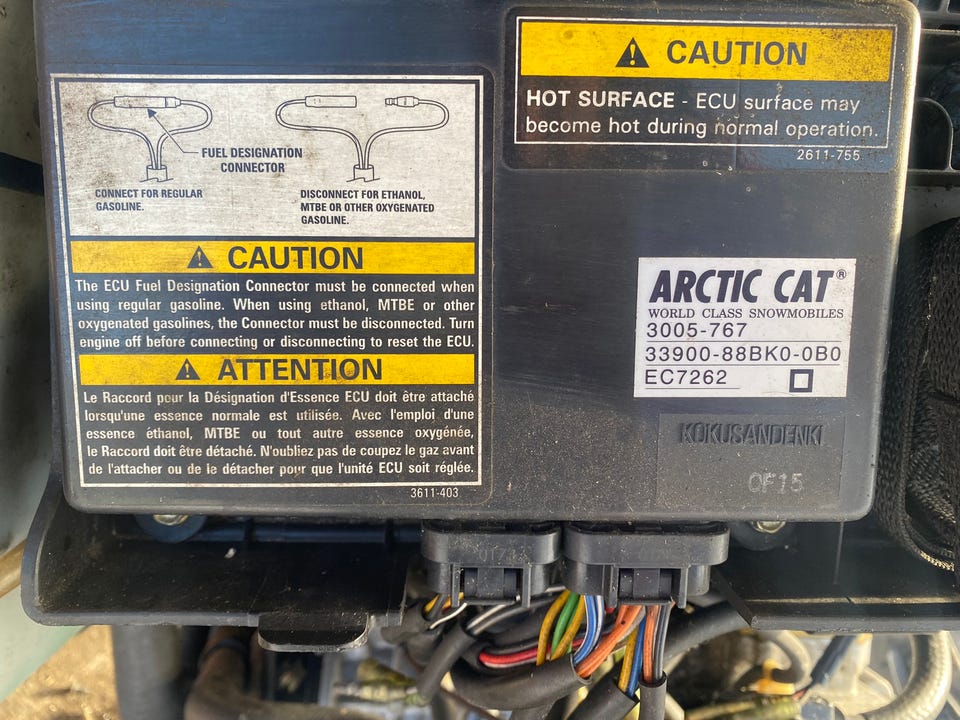 FUEL DESIGNATION
CONNECTOR
CONNECT FOR REGULAR
GASOLINE.
DISCONNECT FOR ETHANOL,
MTBE OR OTHER OXYGENATED
GASOLINE.
CAUTION
The ECU Fuel Designation Connector must be connected when
using regular gasoline. When using ethanol, MTBE or other
oxygenated gasolines, the Connector must be disconnected. Turn
engine off before connecting or disconnecting to reset the ECU.
ATTENTION
Le Raccord pour la Désignation d'Essence ECU doit être attaché
lorsqu'une essence normale est utilisée. Avec l'emploi d'une
essence éthanol, MTBE ou tout autre essence oxygénée,
le Raccord doit être détaché. N'oubliez pas de coupez le gaz avant
de l'attacher ou de le détacher pour que l'unité ECU soit réglée.
3611-403
CAUTION
HOT SURFACE - ECU surface may
become hot during normal operation.
2611-755
ARCTIC CAT®
WORLD CLASS SNOWMOBILES
3005-767
33900-88BK0-0B0
EC7262
KOKUSANDENKI
0F15